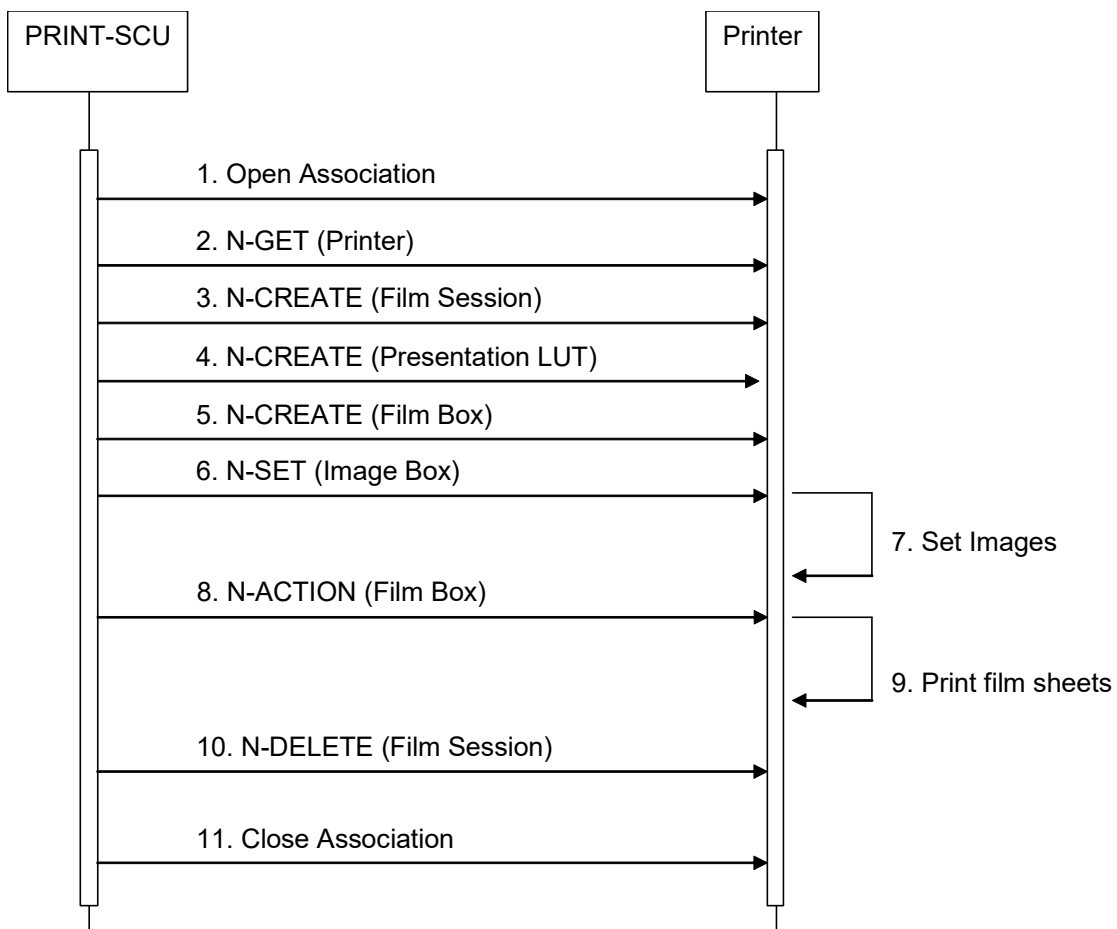 PRINT-SCU
Printer
1. Open Association
2. N-GET (Printer)
3. N-CREATE (Film Session)
4. N-CREATE (Presentation LUT)
5. N-CREATE (Film Box)
6. N-SET (Image Box)
7. Set Images
8. N-ACTION (Film Box)
9. Print film sheets
10. N-DELETE (Film Session)
11. Close Association